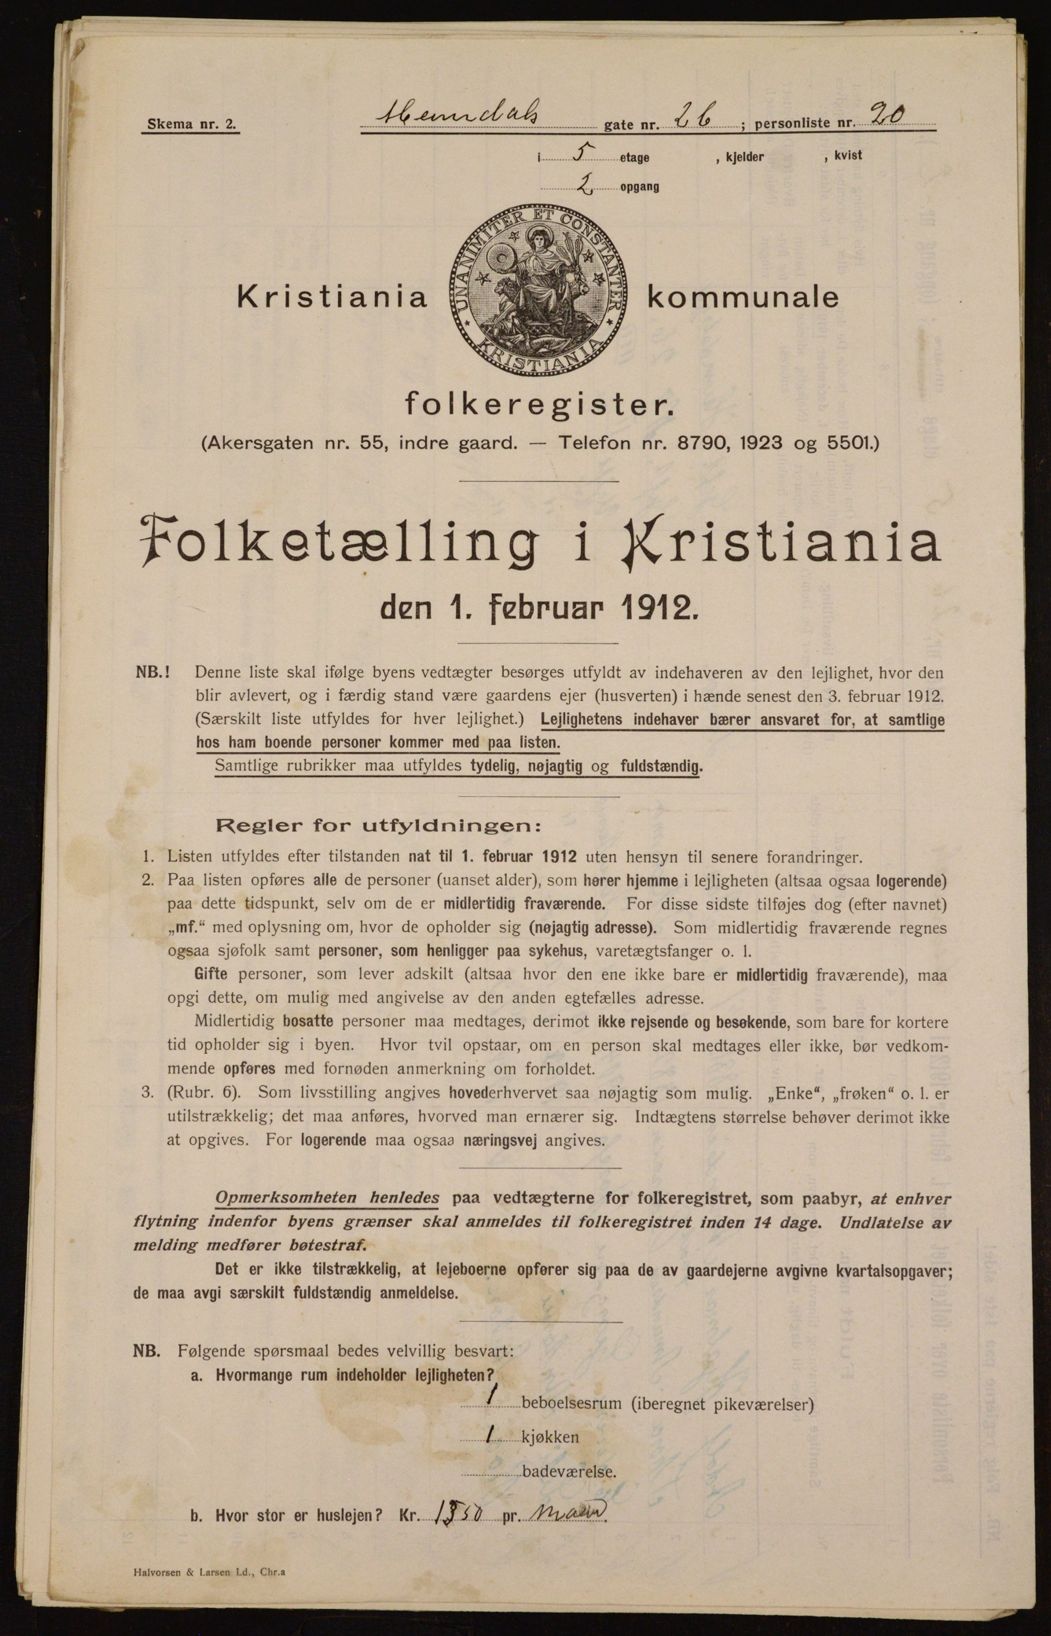 Skema nr. 2. Heimdals gate nr. 26; personliste nr. 20
i 5 etage , kjelder , kvist
2 opgang
UNANIMITER ET CONSTANTER
KRISTIANIA
Kristiania kommunale
folkeregister.
(Akersgaten nr. 55, indre gaard. — Telefon nr. 8790, 1923 og 5501.)
Folketælling i Kristiania
den 1. februar 1912.
NB.! Denne liste skal ifølge byens vedtægter besørges utfyldt av indehaveren av den lejlighet, hvor den
blir avlevert, og i færdig stand være gaardens ejer (husverten) i hænde senest den 3. februar 1912.
(Særskilt liste utfyldes for hver lejlighet.) Lejlighetens indehaver bærer ansvaret for, at samtlige
hos ham boende personer kommer med paa listen.
Samtlige rubrikker maa utfyldes tydelig, nøjagtig og fuldstændig.
Regler for utfyldningen:
1. Listen utfyldes efter tilstanden nat til 1. februar 1912 uten hensyn til senere forandringer.
2. Paa listen opføres alle de personer (uanset alder), som hører hjemme i lejligheten (altsaa ogsaa logerende)
paa dette tidspunkt, selv om de er midlertidig fraværende. For disse sidste tilføjes dog (efter navnet)
„mf.“ med oplysning om, hvor de opholder sig (nøjagtig adresse). Som midlertidig fraværende regnes
ogsaa sjøfolk samt personer, som henligger paa sykehus, varetægtsfanger o. l.
Gifte personer, som lever adskilt (altsaa hvor den ene ikke bare er midlertidig fraværende), maa
opgi dette, om mulig med angivelse av den anden egtefælles adresse.
Midlertidig bosatte personer maa medtages, derimot ikke rejsende og besøkende, som bare for kortere
tid opholder sig i byen. Hvor tvil opstaar, om en person skal medtages eller ikke, bør vedkom-
mende opføres med fornøden anmerkning om forholdet.
3. (Rubr. 6). Som livsstilling angives hovederhvervet saa nøjagtig som mulig. „Enke“, „frøken“ o. l. er
utilstrækkelig; det maa anføres, hvorved man ernærer sig. Indtægtens størrelse behøver derimot ikke
at opgives. For logerende maa ogsaa næringsvej angives.
Opmerksomheten henledes paa vedtægterne for folkeregistret, som paabyr, at enhver
flytning indenfor byens grænser skal anmeldes til folkeregistret inden 14 dage. Undlatelse av
melding medfører bøtestraf.
Det er ikke tilstrækkelig, at lejeboerne opfører sig paa de av gaardejerne avgivne kvartalsopgaver;
de maa avgi særskilt fuldstændig anmeldelse.
NB. Følgende spørsmaal bedes velvillig besvart:
a. Hvormange rum indeholder lejligheten?
1 beboelsesrum (iberegnet pikeværelser)
1 kjøkken
badeværelse.
b. Hvor stor er huslejen? Kr. pr. Maaned
Halvorsen & Larsen Ld., Chr.a